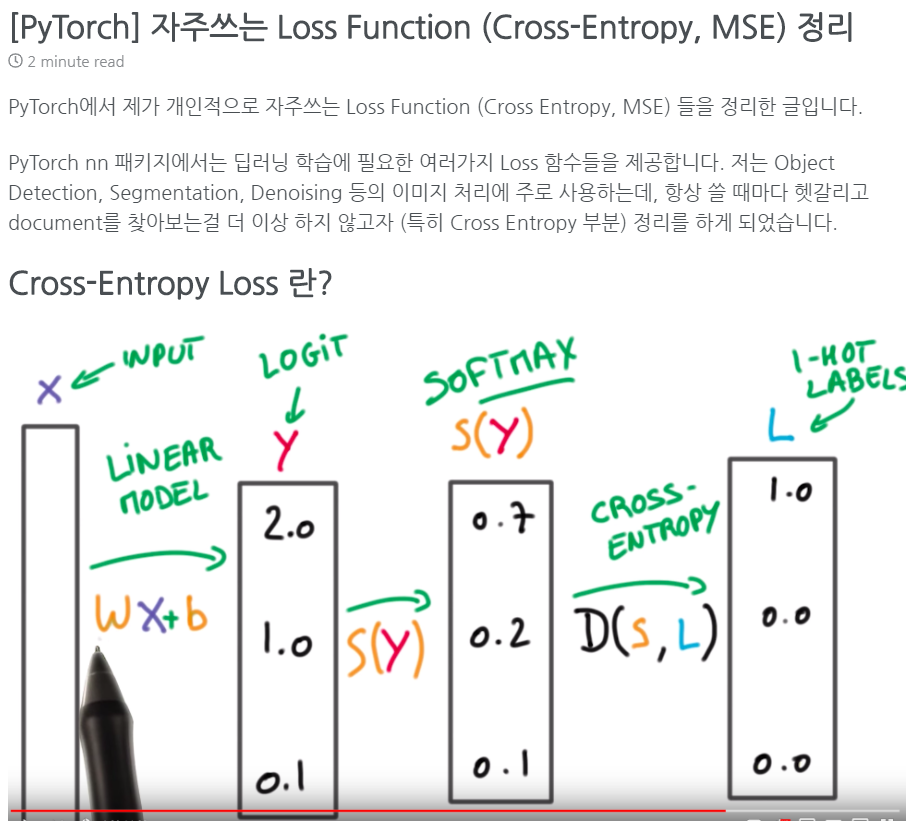 [PyTorch] 자주쓰는 Loss Function (Cross-Entropy, MSE) 정리
2 minute read
PyTorch에서 제가 개인적으로 자주쓰는 Loss Function (Cross Entropy, MSE) 들을 정리한 글입니다.
PyTorch nn 패키지에서는 딥러닝 학습에 필요한 여러가지 Loss 함수들을 제공합니다. 저는 Object
Detection, Segmentation, Denoising 등의 이미지 처리에 주로 사용하는데, 항상 쓸 때마다 헷갈리고
document를 찾아보는걸 더 이상 하지 않고자 (특히 Cross Entropy 부분) 정리를 하게 되었습니다.
Cross-Entropy Loss 란?
INPUT
X
LINEAR
MODEL
WX+b
LOGIT
Y
2.0
1.0
0.1
S(Y)
SOFTMAX
S(Y)
0.7
0.2
0.1
CROSS-
ENTROPY
D(S,L)
1-HOT
LABELS
L
1.0
0.0
0.0